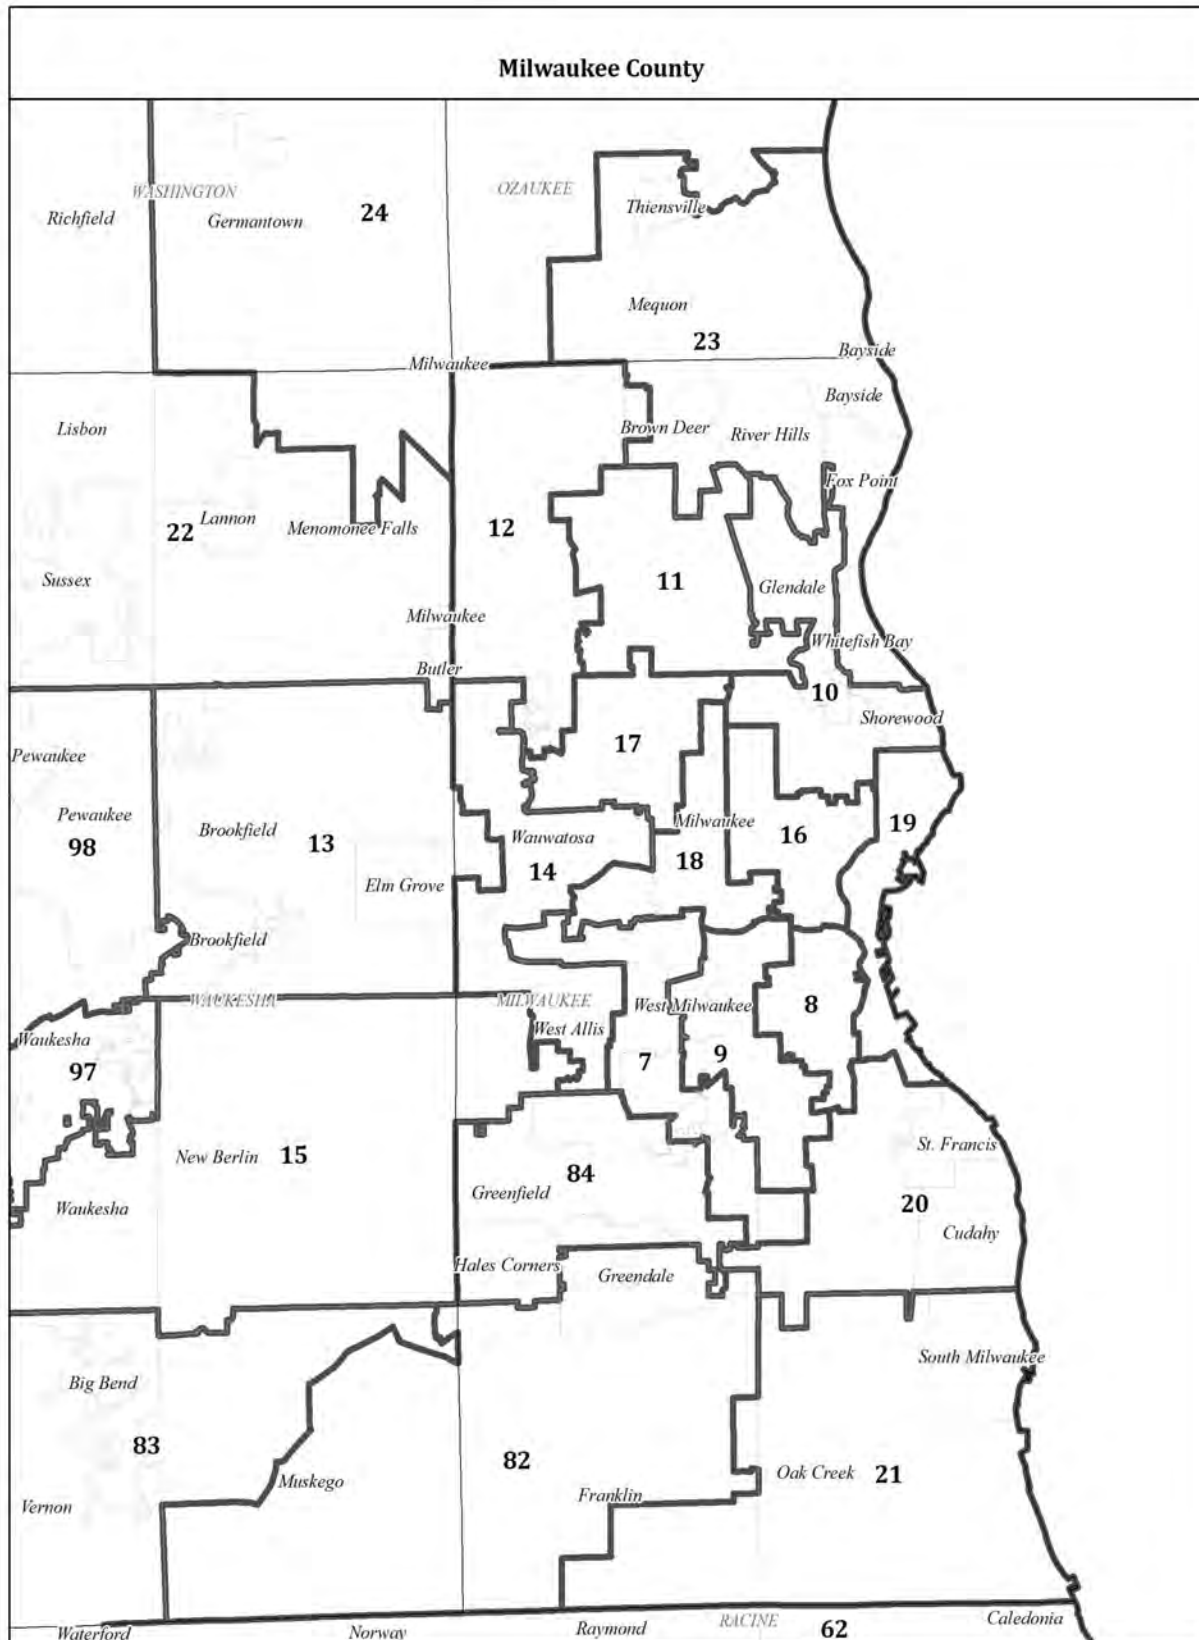 Milwaukee County
WASHINGTON
OZAUKEE
Richfield
Germantown
24
Thiensville
Mequon
23
Bayside
Milwaukee
Bayside
Lisbon
Brown Deer
River Hills
Fox Point
Lannon
22
Menomonee Falls
12
Sussex
11
Glendale
Milwaukee
Whitefish Bay
Butler
10
Shorewood
17
Pewaukee
Pewaukee
98
Brookfield
13
Wauwatosa
Milwaukee
16
19
14
18
Elm Grove
Brookfield
WAUKESHA
MILWAUKEE
West Milwaukee
8
West Allis
Waukesha
97
7
9
New Berlin
15
St. Francis
84
Greenfield
20
Waukesha
Cudahy
Hales Corners
Greendale
South Milwaukee
Big Bend
83
82
Oak Creek
21
Muskego
Franklin
Vernon
RACINE
Caledonia
Waterford
Norway
Raymond
62